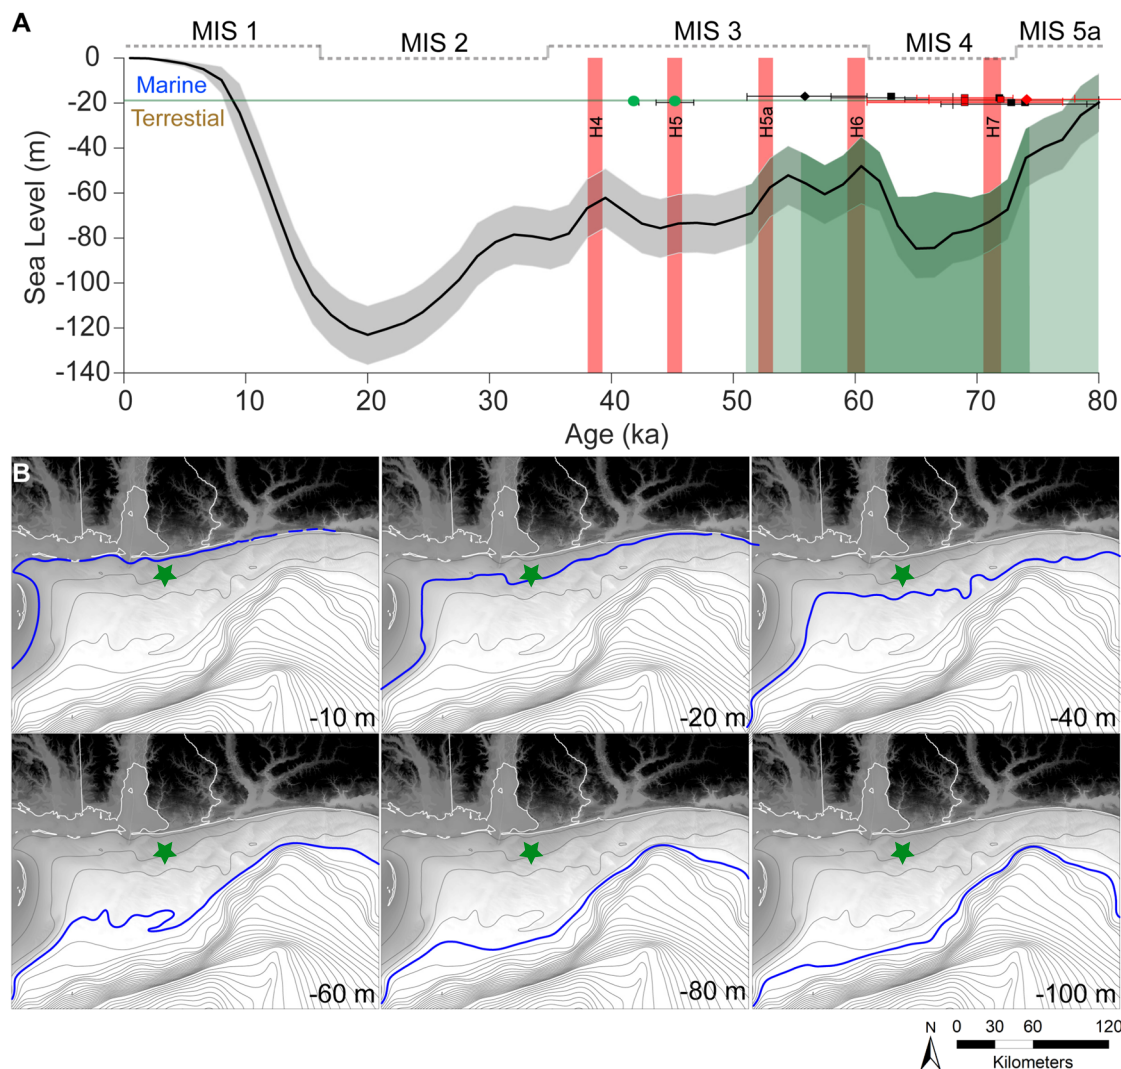 A
MIS 1
MIS 2
MIS 3
MIS 4
MIS 5a
Sea Level (m)
0
-20
-40
-60
-80
-100
-120
-140
Marine
Terrestial
H4
H5
H5a
H6
H7
0
10
20
30
40
50
60
70
80
Age (ka)
B
-10 m
-20 m
-40 m
-60 m
-80 m
-100 m
N
0 30 60 120
Kilometers